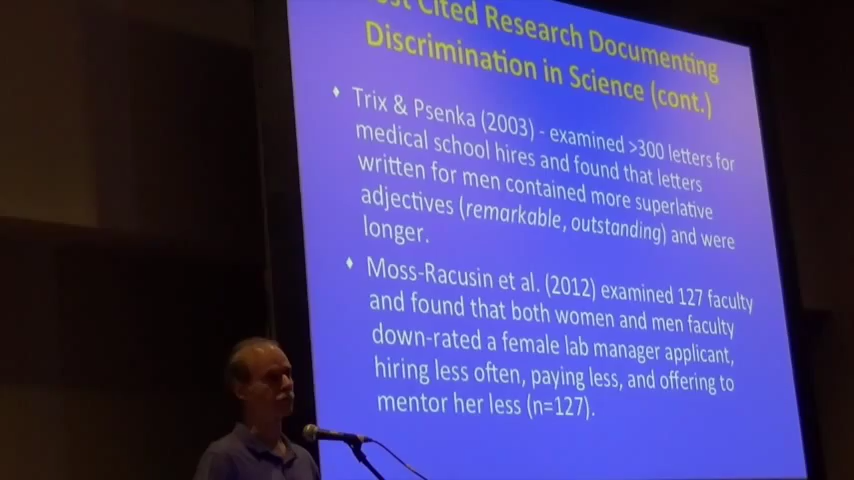 Cited Research Documenting
Discrimination in Science (cont.)
♦ Trix & Psenka (2003) - examined >300 letters for
medical school hires and found that letters
written for men contained more superlative
adjectives (remarkable, outstanding) and were
longer.
♦ Moss-Racusin et al. (2012) examined 127 faculty
and found that both women and men faculty
down-rated a female lab manager applicant,
hiring less often, paying less, and offering to
mentor her less (n=127).